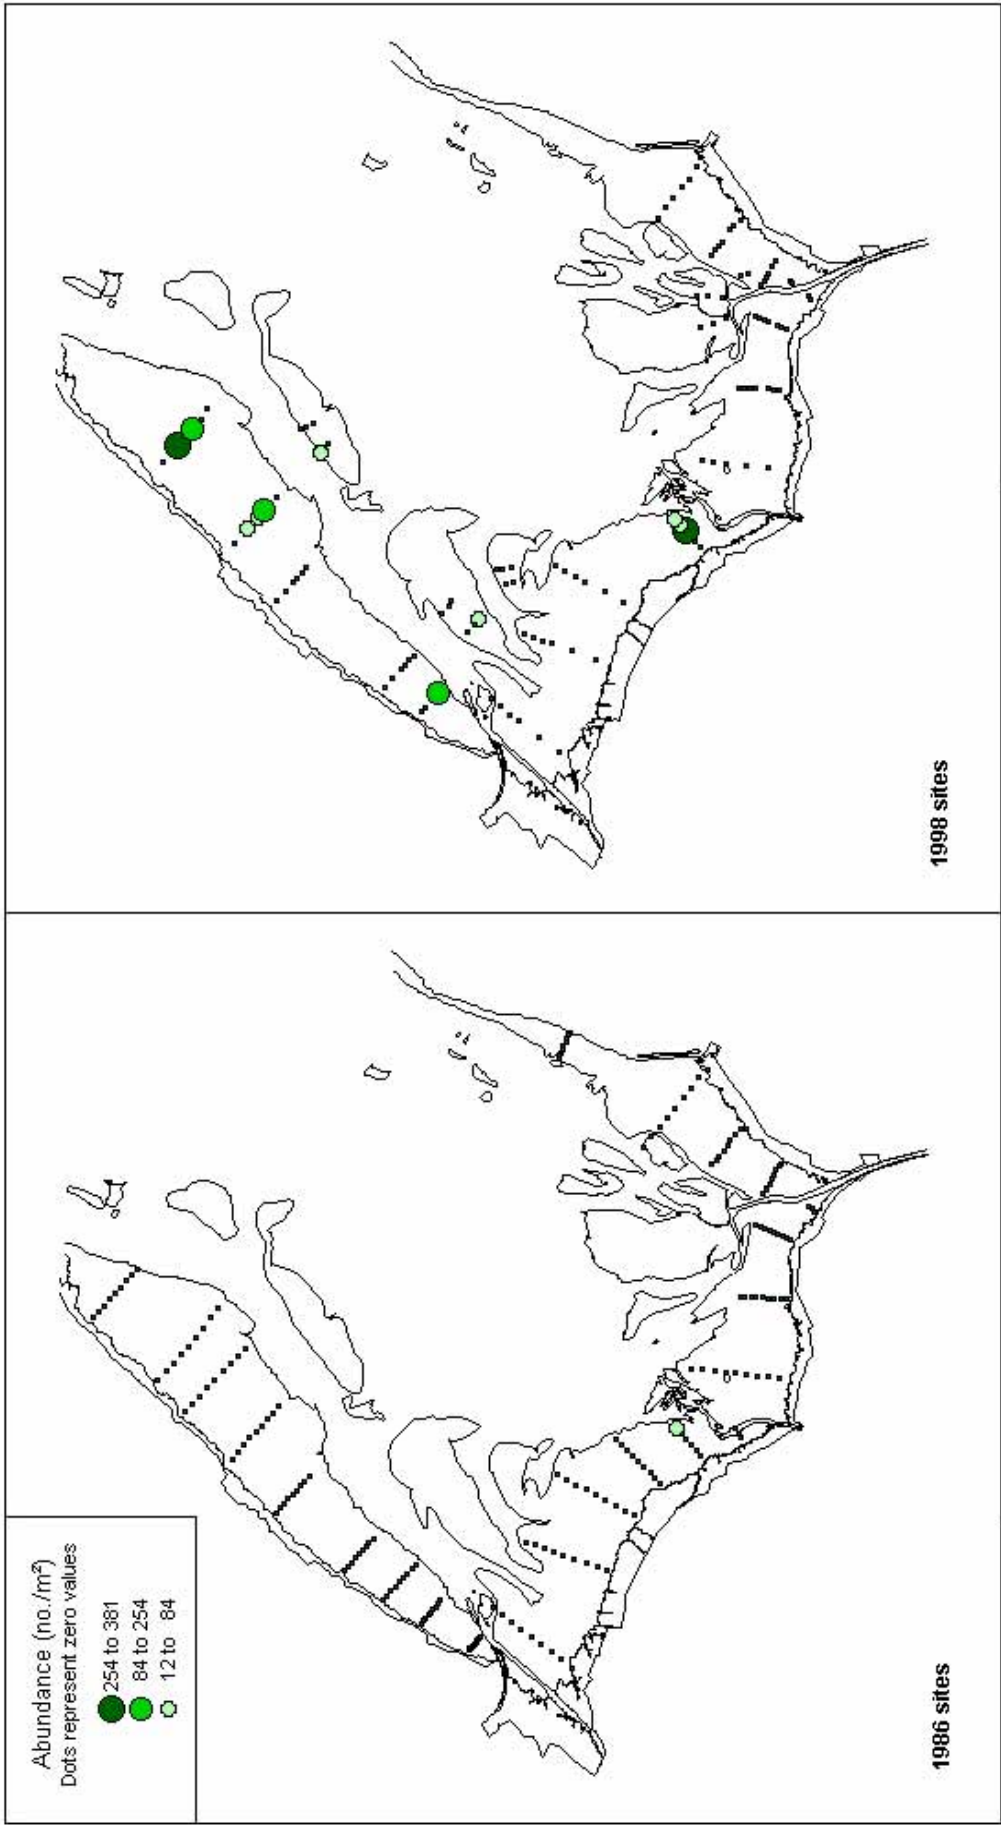 Abundance (no./m²)
Dots represent zero values
254 to 381
84 to 254
12 to 84
1986 sites
1998 sites